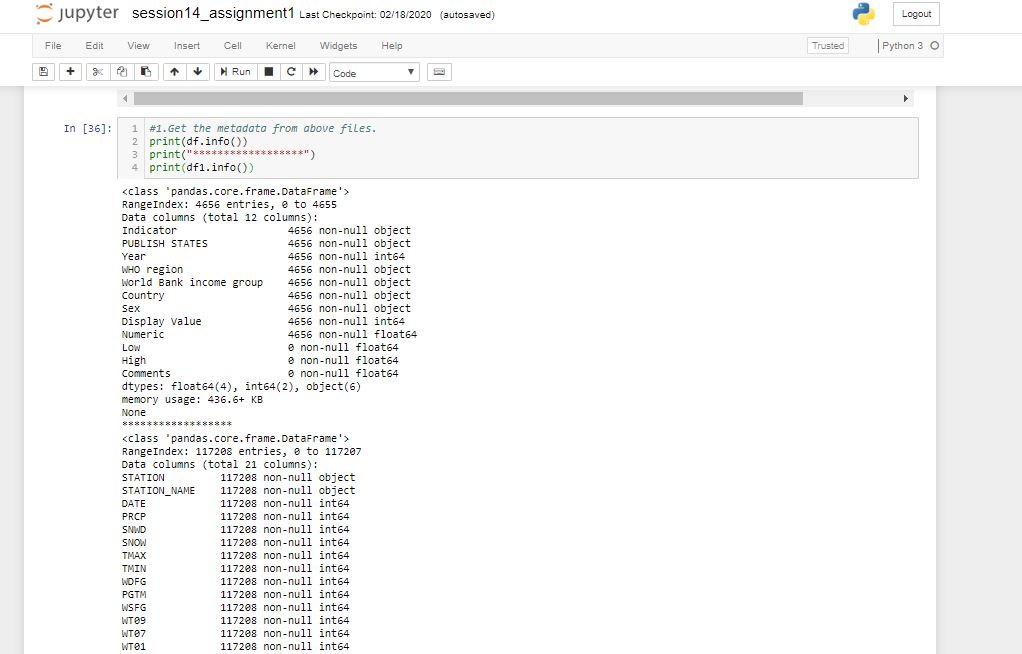 jupyter session14_assignment1 Last Checkpoint: 02/18/2020 (autosaved)
Logout
File Edit View Insert Cell Kernel Widgets Help
Trusted
Python 3
Run
Code
In [36]:
1 #1.Get the metadata from above files.
2 print(df.info())
3 print("******************")
4 print(df1.info())
<class 'pandas.core.frame.DataFrame'>
RangeIndex: 4656 entries, 0 to 4655
Data columns (total 12 columns):
Indicator 4656 non-null object
PUBLISH STATES 4656 non-null object
Year 4656 non-null int64
WHO region 4656 non-null object
World Bank income group 4656 non-null object
Country 4656 non-null object
Sex 4656 non-null object
Display Value 4656 non-null int64
Numeric 4656 non-null float64
Low 0 non-null float64
High 0 non-null float64
Comments 0 non-null float64
dtypes: float64(4), int64(2), object(6)
memory usage: 436.6+ KB
None
******************
<class 'pandas.core.frame.DataFrame'>
RangeIndex: 117208 entries, 0 to 117207
Data columns (total 21 columns):
STATION 117208 non-null object
STATION_NAME 117208 non-null object
DATE 117208 non-null int64
PRCP 117208 non-null int64
SNWD 117208 non-null int64
SNOW 117208 non-null int64
TMAX 117208 non-null int64
TMIN 117208 non-null int64
WDFG 117208 non-null int64
PGTM 117208 non-null int64
WSFG 117208 non-null int64
WT09 117208 non-null int64
WT07 117208 non-null int64
WT01 117208 non-null int64